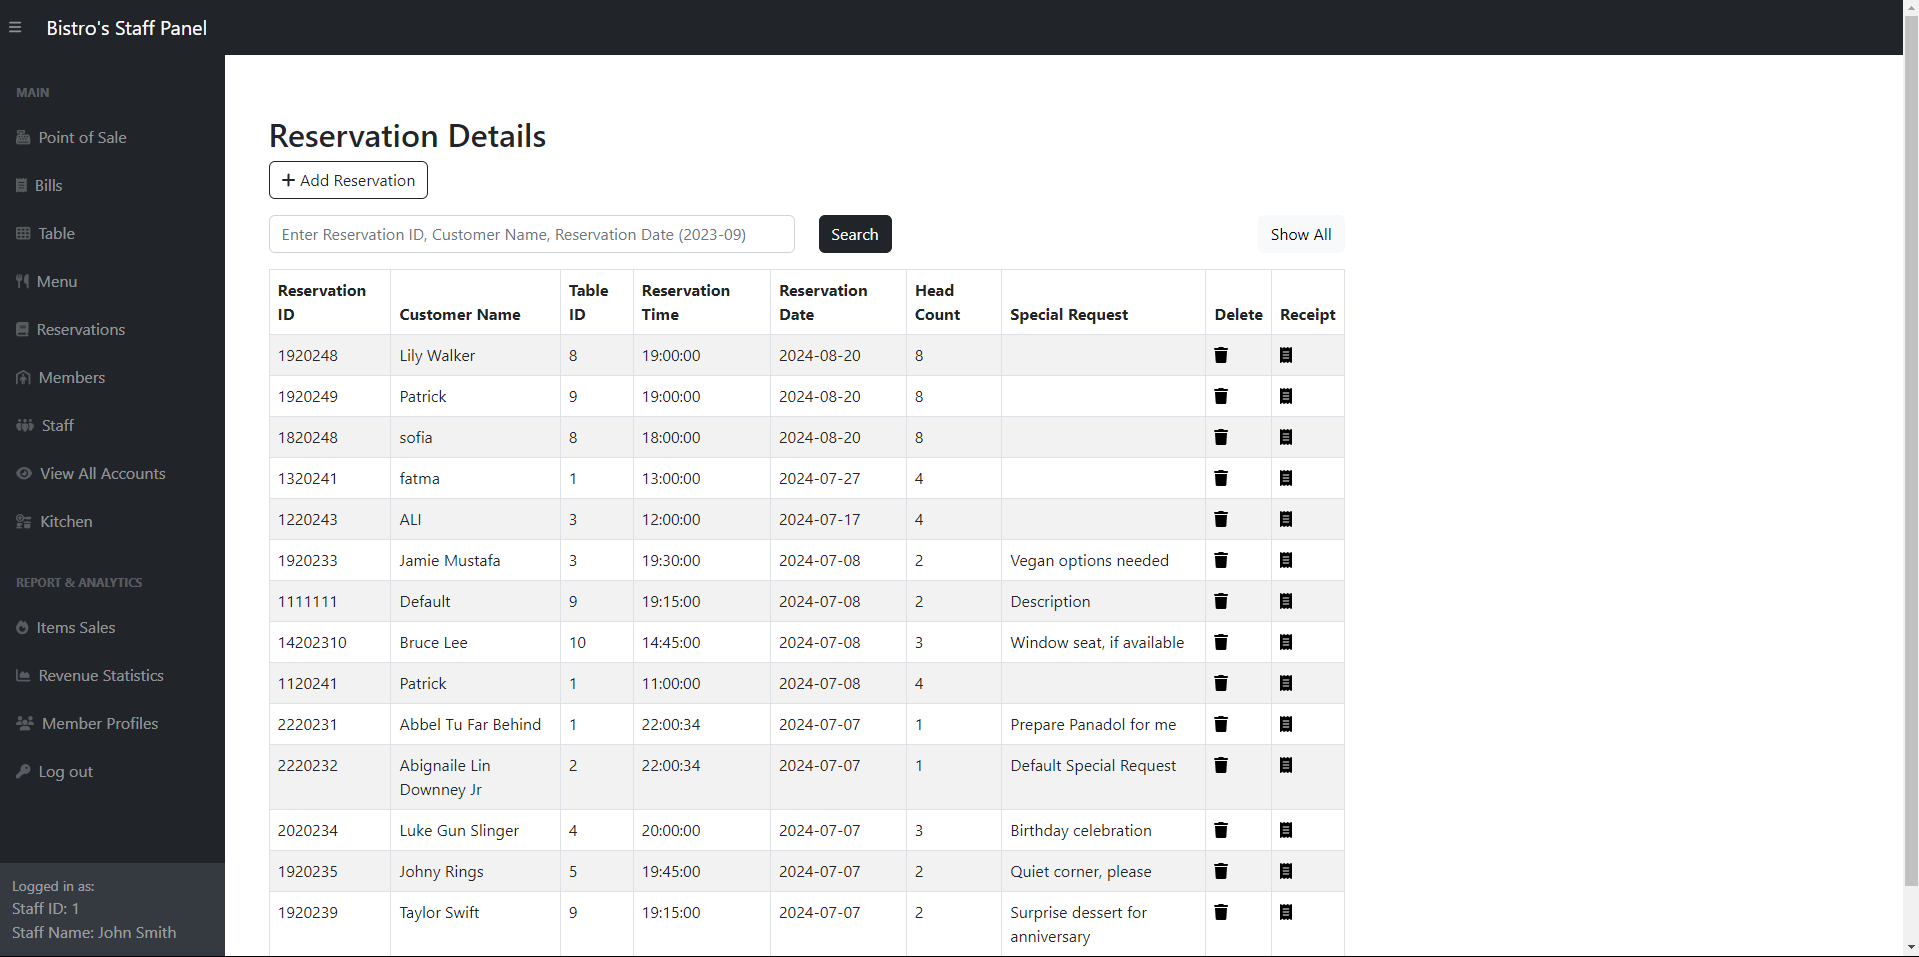 Bistro's Staff Panel
MAIN
Point of Sale
Bills
Table
Menu
Reservations
Members
Staff
View All Accounts
Kitchen
REPORT & ANALYTICS
Items Sales
Revenue Statistics
Member Profiles
Log out
Logged in as:
Staff ID: 1
Staff Name: John Smith
Reservation Details
+ Add Reservation
Enter Reservation ID, Customer Name, Reservation Date (2023-09)
Search
Show All
Reservation ID Customer Name Table ID Reservation Time Reservation Date Head Count Special Request Delete Receipt
1920248 Lily Walker 8 19:00:00 2024-08-20 8
1920249 Patrick 9 19:00:00 2024-08-20 8
1820248 sofia 8 18:00:00 2024-08-20 8
1320241 fatma 1 13:00:00 2024-07-27 4
1220243 ALI 3 12:00:00 2024-07-17 4
1920233 Jamie Mustafa 3 19:30:00 2024-07-08 2 Vegan options needed
1111111 Default 9 19:15:00 2024-07-08 2 Description
14202310 Bruce Lee 10 14:45:00 2024-07-08 3 Window seat, if available
1120241 Patrick 1 11:00:00 2024-07-08 4
2220231 Abbel Tu Far Behind 1 22:00:34 2024-07-07 1 Prepare Panadol for me
2220232 Abignaile Lin Downney Jr 2 22:00:34 2024-07-07 1 Default Special Request
2020234 Luke Gun Slinger 4 20:00:00 2024-07-07 3 Birthday celebration
1920235 Johny Rings 5 19:45:00 2024-07-07 2 Quiet corner, please
1920239 Taylor Swift 9 19:15:00 2024-07-07 2 Surprise dessert for anniversary